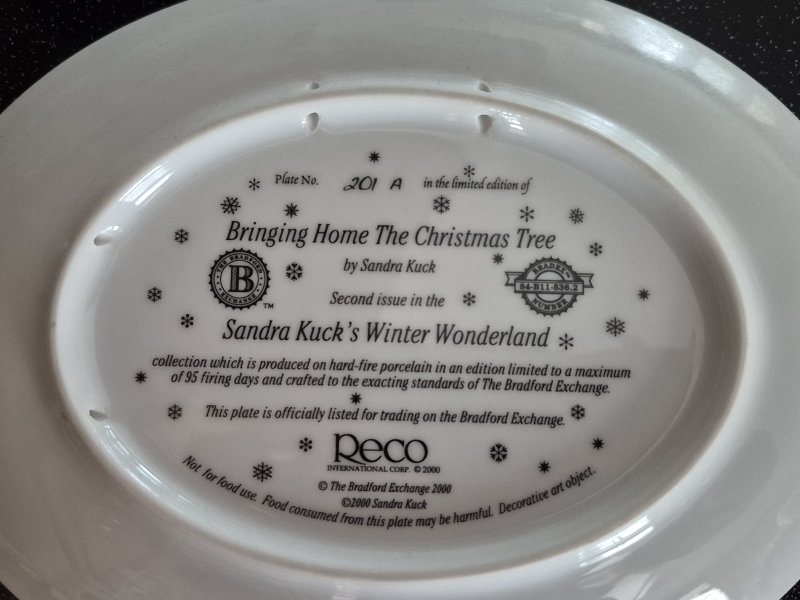 Plate No. 201 A in the limited edition of
Bringing Home The Christmas Tree
by Sandra Kuck
THE BRADFORD EXCHANGE
B
TM
BRADEX™
84-B11-536.2
NUMBER
Second issue in the
Sandra Kuck's Winter Wonderland
collection which is produced on hard-fire porcelain in an edition limited to a maximum
of 95 firing days and crafted to the exacting standards of The Bradford Exchange.
This plate is officially listed for trading on the Bradford Exchange.
Reco
INTERNATIONAL CORP. © 2000
© The Bradford Exchange 2000
©2000 Sandra Kuck
Not for food use. Food consumed from this plate may be harmful. Decorative art object.